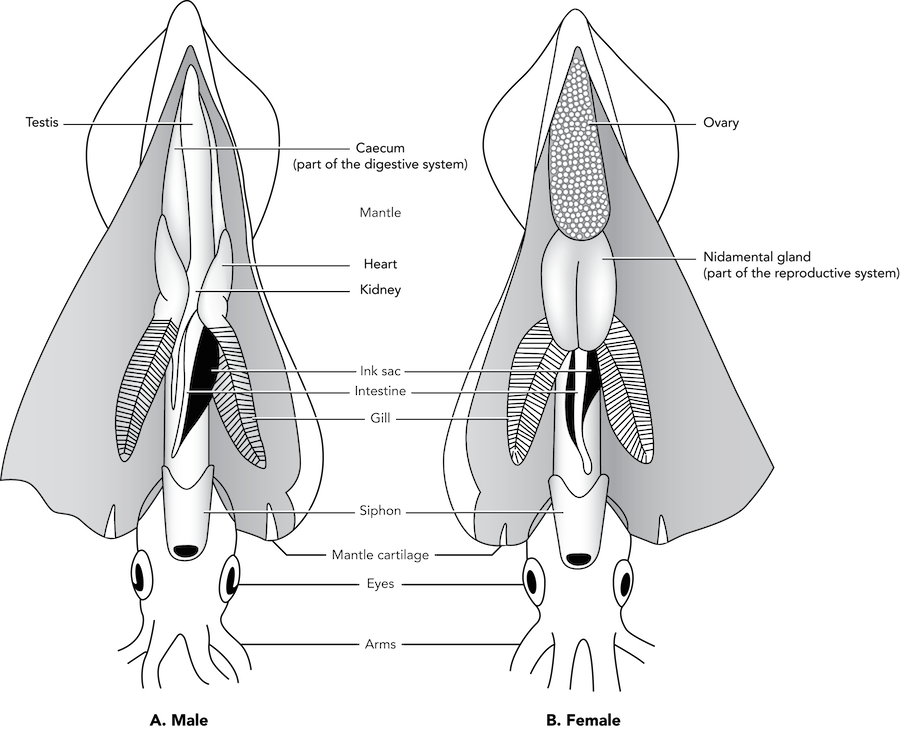 Testis
Caecum
(part of the digestive system)
Mantle
Heart
Kidney
Ovary
Nidamental gland
(part of the reproductive system)
Ink sac
Intestine
Gill
Siphon
Mantle cartilage
Eyes
Arms
A. Male
B. Female